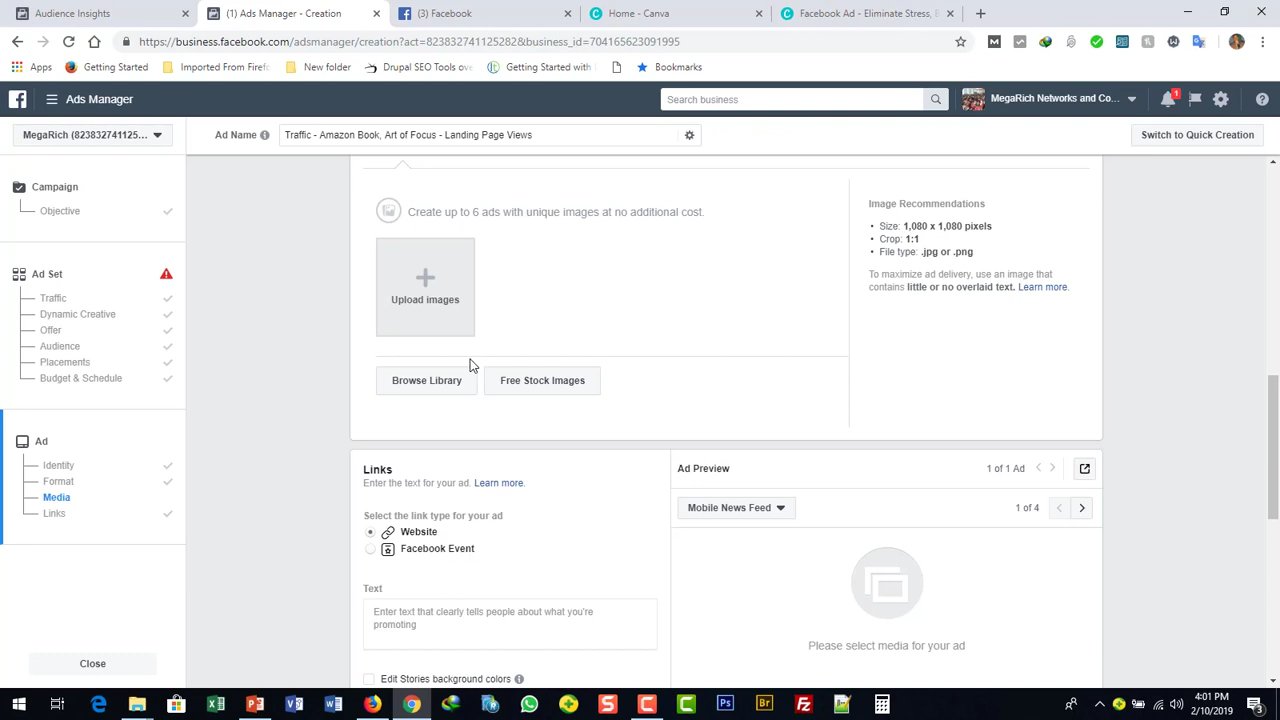 Audience Insights
(1) Ads Manager - Creation
(3) Facebook
Home - Canva
Facebook Ad - Eliminate Stress, B
https://business.facebook.com/adsmanager/creation?act=823832741125282&business_id=704165623091995
Apps
Getting Started
Imported From Firef
New folder
Drupal SEO Tools ove
Getting Started with
Bookmarks
Ads Manager
Search business
MegaRich Networks and Co...
1
MegaRich (82383274­1125...
Ad Name
Traffic - Amazon Book, Art of Focus - Landing Page Views
Switch to Quick Creation
Campaign
Objective
Ad Set
Traffic
Dynamic Creative
Offer
Audience
Placements
Budget & Schedule
Ad
Identity
Format
Media
Links
Close
Create up to 6 ads with unique images at no additional cost.
Upload images
Browse Library
Free Stock Images
Image Recommendations
• Size: 1,080 x 1,080 pixels
• Crop: 1:1
• File type: .jpg or .png
To maximize ad delivery, use an image that
contains little or no overlaid text. Learn more.
Links
Enter the text for your ad. Learn more.
Select the link type for your ad
Website
Facebook Event
Text
Enter text that clearly tells people about what you're
promoting
Edit Stories background colors
Ad Preview
1 of 1 Ad
Mobile News Feed
1 of 4
Please select media for your ad
4:01 PM
2/10/2019